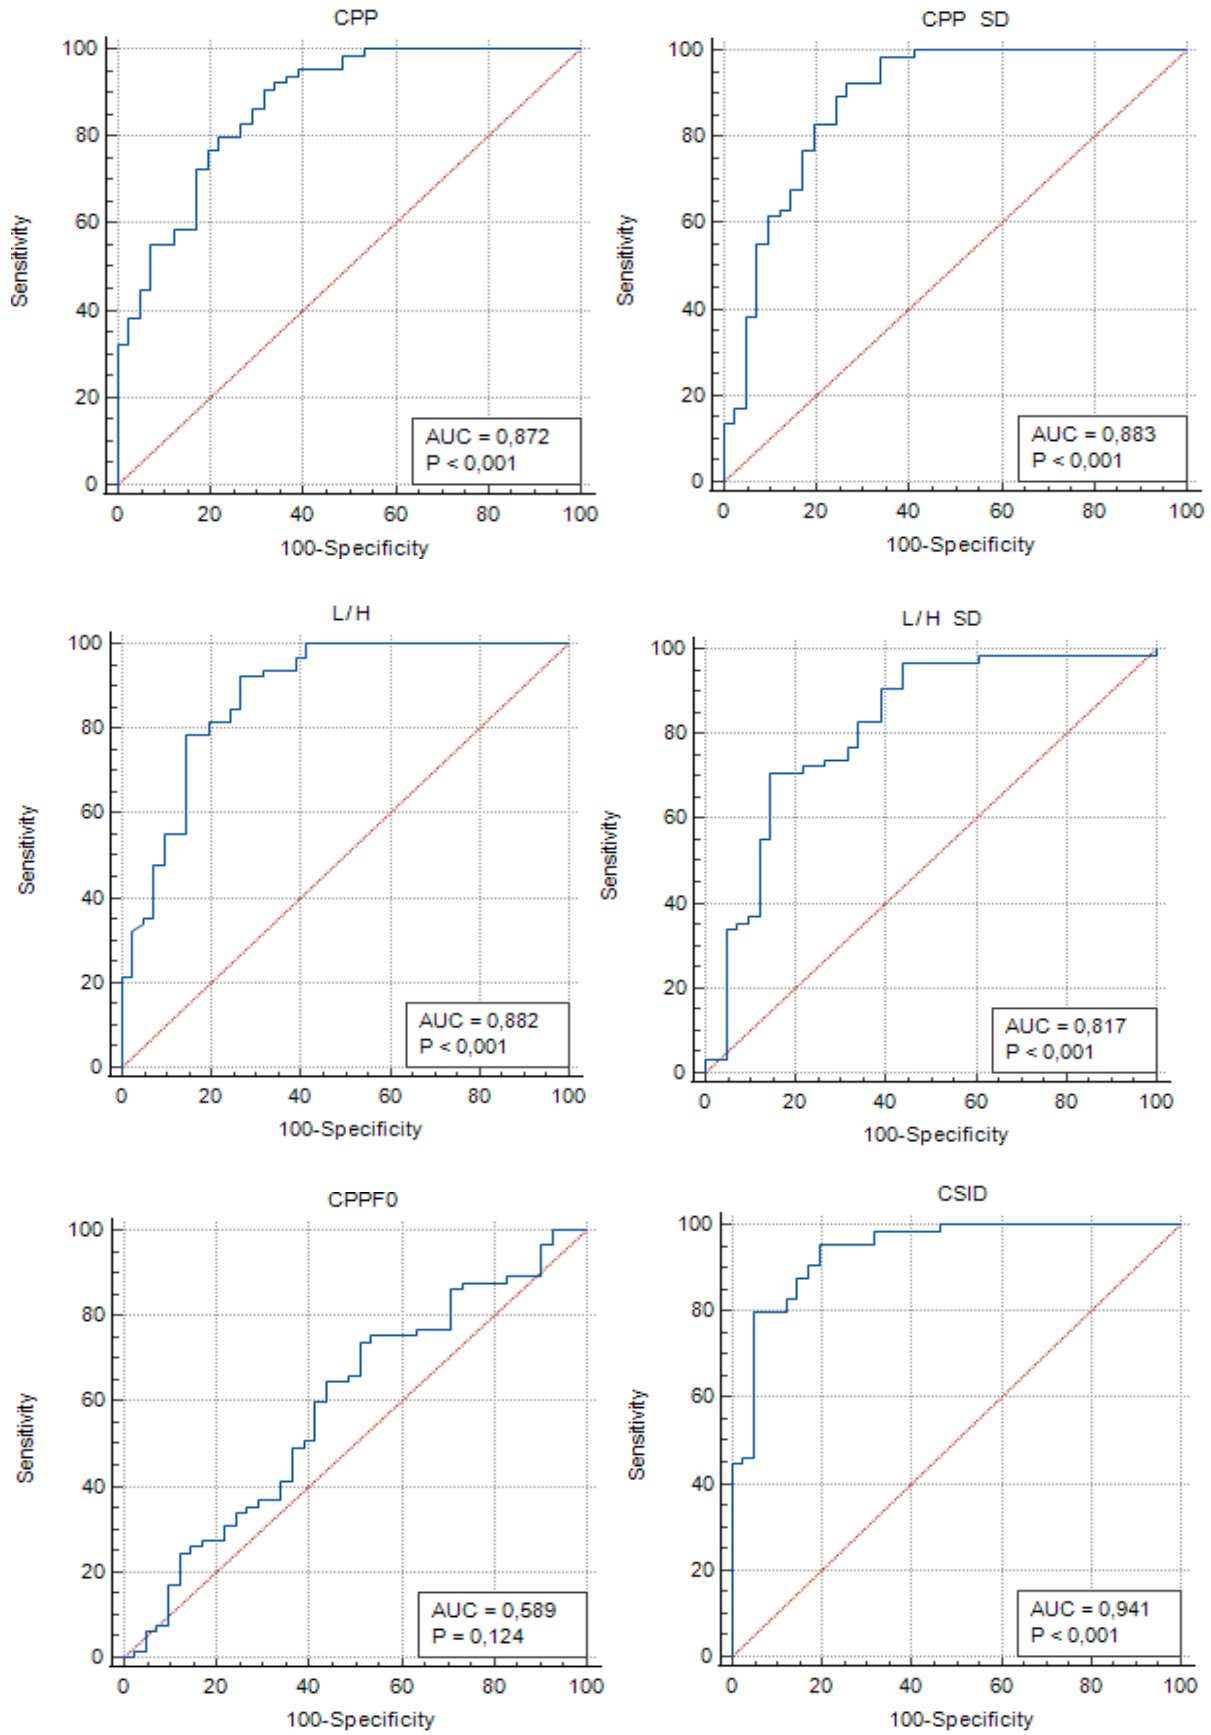 CPP
100
80
60
40
20
0
Sensitivity
AUC = 0,872
P < 0,001
0 20 40 60 80 100
100-Specificity
CPP SD
100
80
60
40
20
0
Sensitivity
AUC = 0,883
P < 0,001
0 20 40 60 80 100
100-Specificity
L/H
100
80
60
40
20
0
Sensitivity
AUC = 0,882
P < 0,001
0 20 40 60 80 100
100-Specificity
L/H SD
100
80
60
40
20
0
Sensitivity
AUC = 0,817
P < 0,001
0 20 40 60 80 100
100-Specificity
CPPF0
100
80
60
40
20
0
Sensitivity
AUC = 0,589
P = 0,124
0 20 40 60 80 100
100-Specificity
CSID
100
80
60
40
20
0
Sensitivity
AUC = 0,941
P < 0,001
0 20 40 60 80 100
100-Specificity